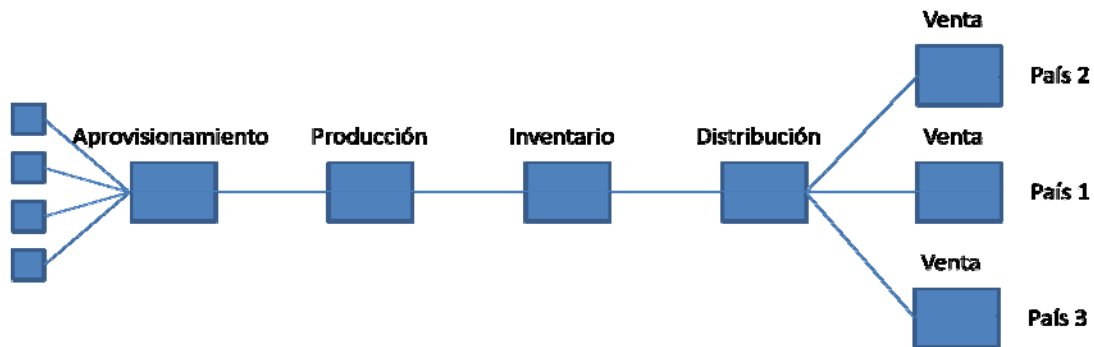 Venta
País 2
Aprovisionamiento
Producción
Inventario
Distribución
Venta
País 1
Venta
País 3